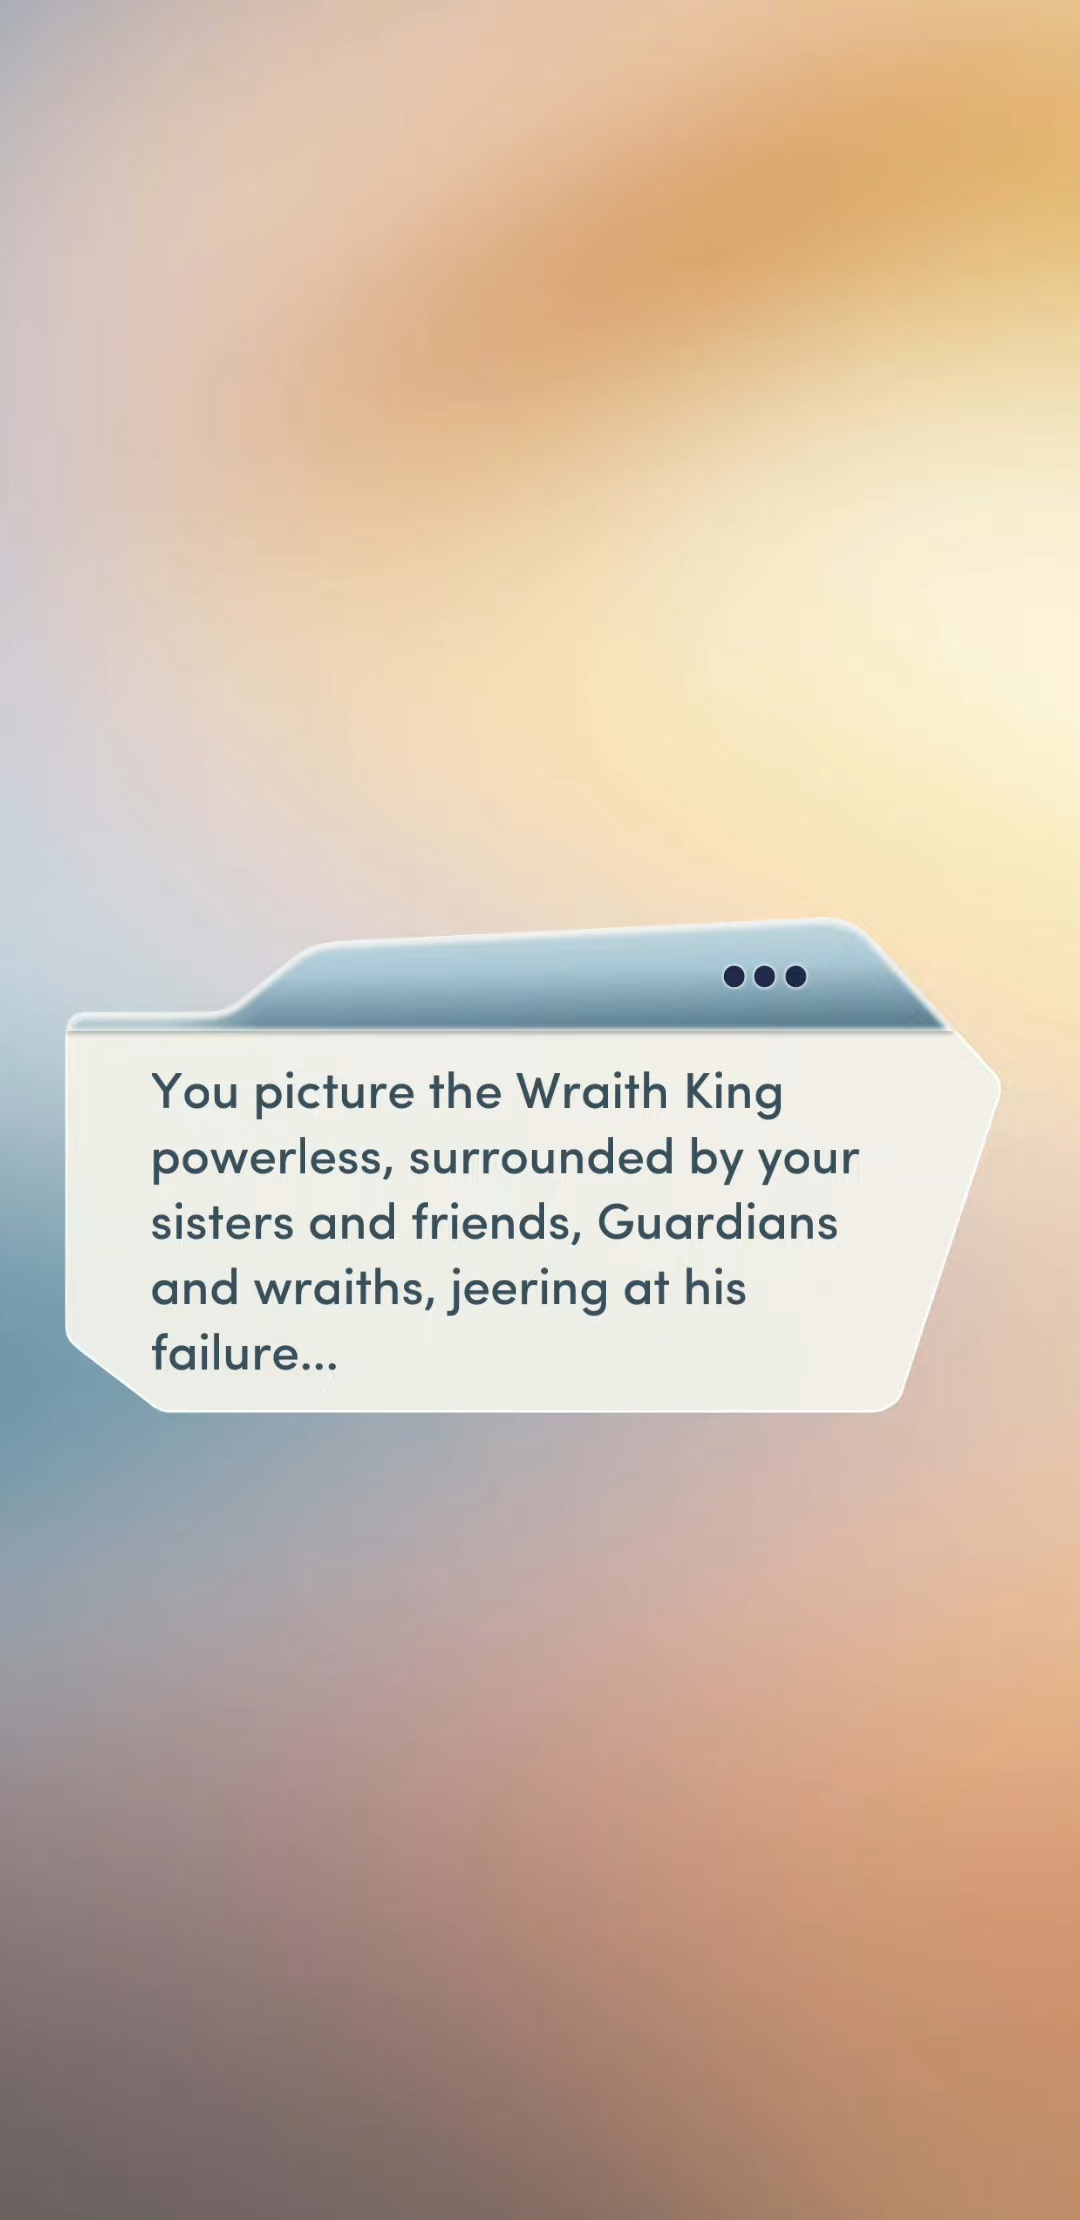 You picture the Wraith King
powerless, surrounded by your
sisters and friends, Guardians
and wraiths, jeering at his
failure...